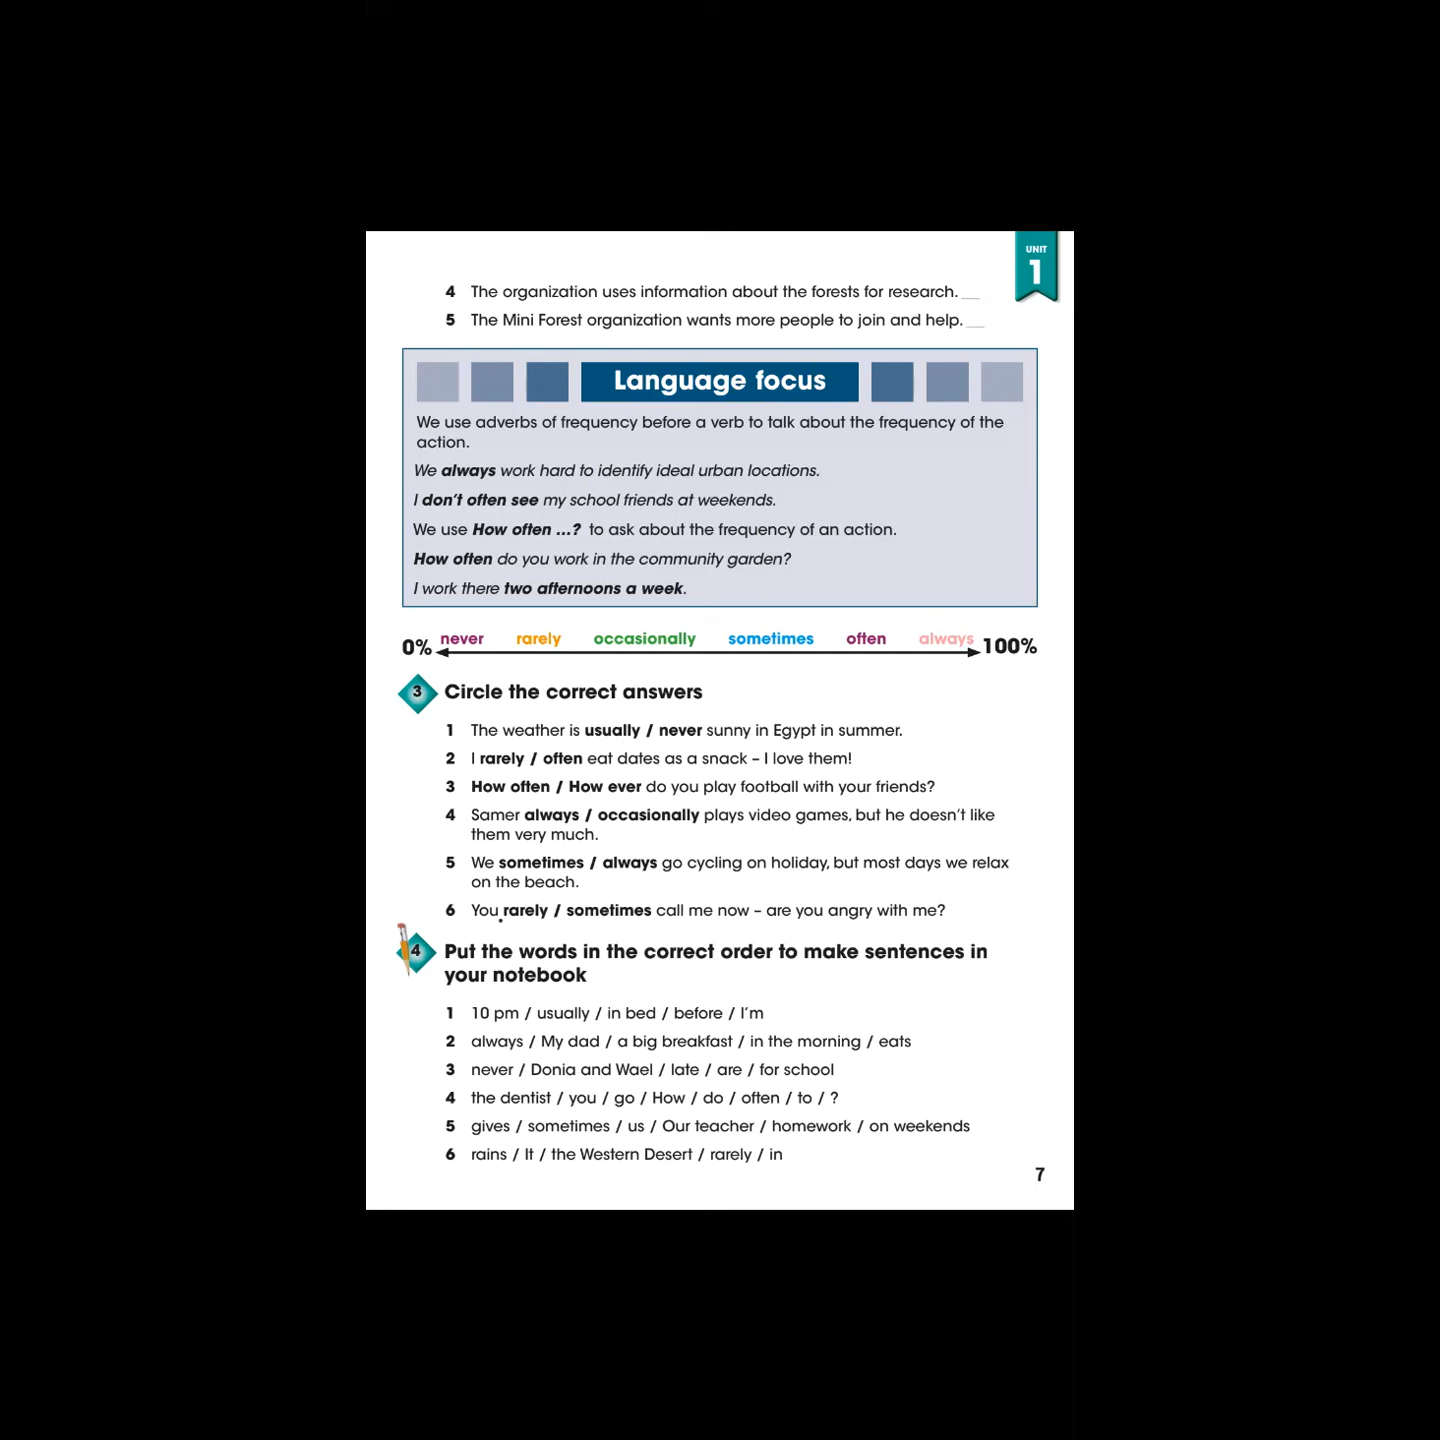 UNIT
1
4 The organization uses information about the forests for research. __
5 The Mini Forest organization wants more people to join and help. __
Language focus
We use adverbs of frequency before a verb to talk about the frequency of the
action.
We always work hard to identify ideal urban locations.
I don't often see my school friends at weekends.
We use How often ...? to ask about the frequency of an action.
How often do you work in the community garden?
I work there two afternoons a week.
0% never rarely occasionally sometimes often always 100%
3 Circle the correct answers
1 The weather is usually / never sunny in Egypt in summer.
2 I rarely / often eat dates as a snack – I love them!
3 How often / How ever do you play football with your friends?
4 Samer always / occasionally plays video games, but he doesn't like
them very much.
5 We sometimes / always go cycling on holiday, but most days we relax
on the beach.
6 You rarely / sometimes call me now – are you angry with me?
4 Put the words in the correct order to make sentences in
your notebook
1 10 pm / usually / in bed / before / I'm
2 always / My dad / a big breakfast / in the morning / eats
3 never / Donia and Wael / late / are / for school
4 the dentist / you / go / How / do / often / to / ?
5 gives / sometimes / us / Our teacher / homework / on weekends
6 rains / It / the Western Desert / rarely / in
7